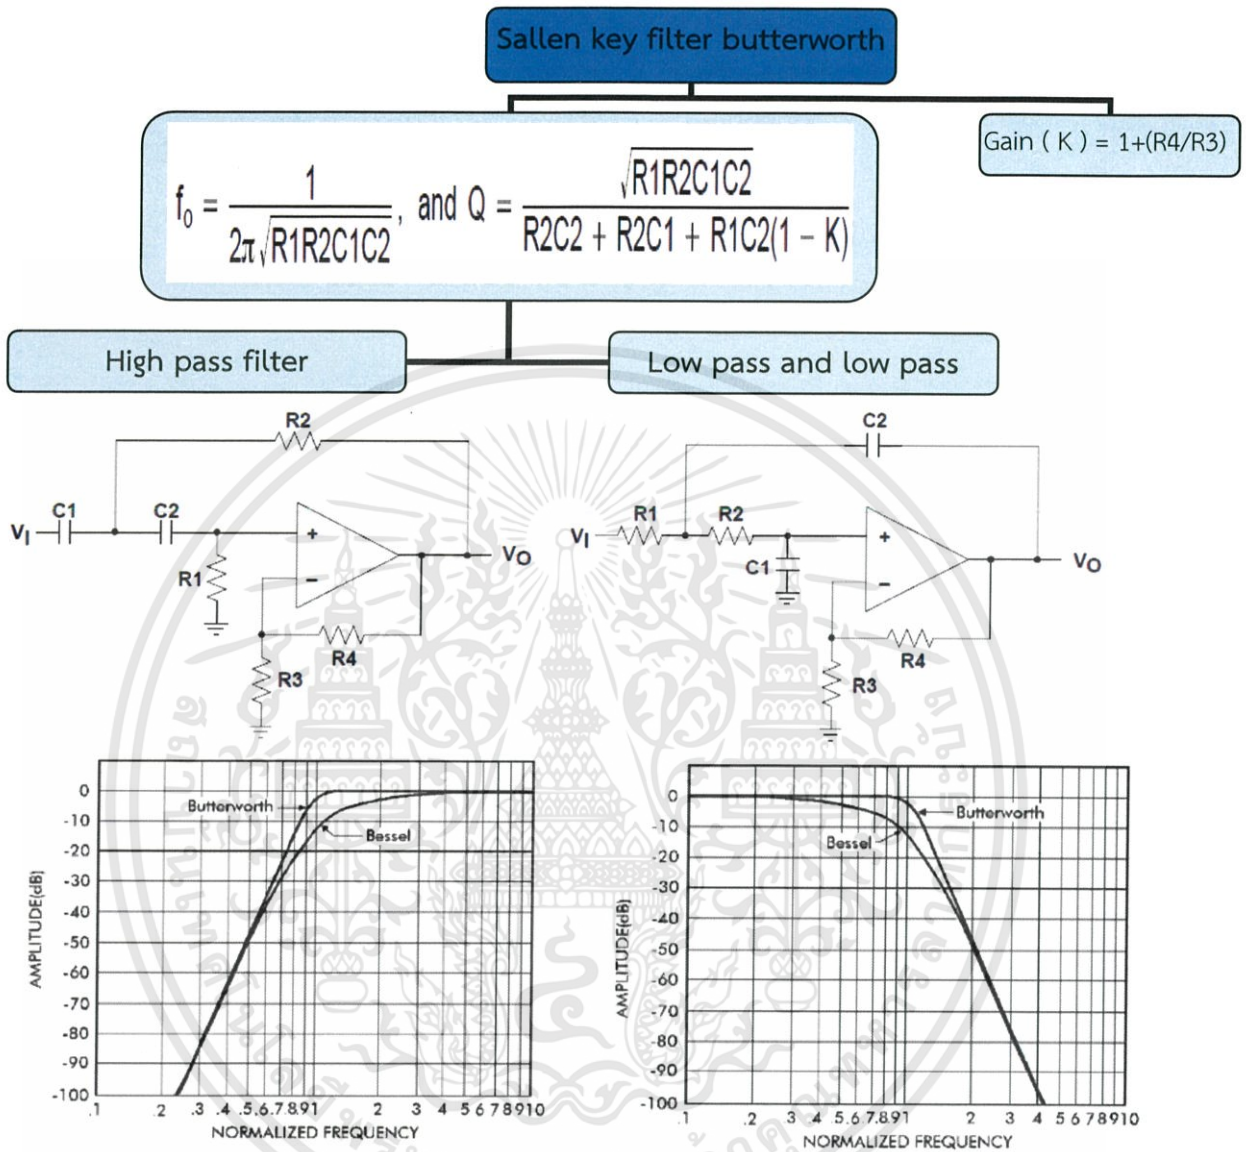 Sallen key filter butterworth
Gain ( K ) = 1+(R4/R3)
f₀ = 1 / 2π√R1R2C1C2, and Q = √R1R2C1C2 / R2C2 + R2C1 + R1C2(1 − K)
High pass filter
Low pass and low pass
R2
C1
C2
VI
+
−
VO
R1
R4
R3
C2
R1
R2
VI
+
−
VO
C1
R4
R3
0
-10
-20
-30
-40
-50
-60
-70
-80
-90
-100
AMPLITUDE(dB)
Butterworth
Bessel
.1 .2 .3 .4 .5 .6 .7 .8 .9 1 2 3 4 5 6 7 8 9 10
NORMALIZED FREQUENCY
0
-10
-20
-30
-40
-50
-60
-70
-80
-90
-100
AMPLITUDE(dB)
Butterworth
Bessel
.1 .2 .3 .4 .5 .6 .7 .8 .9 1 2 3 4 5 6 7 8 9 10
NORMALIZED FREQUENCY